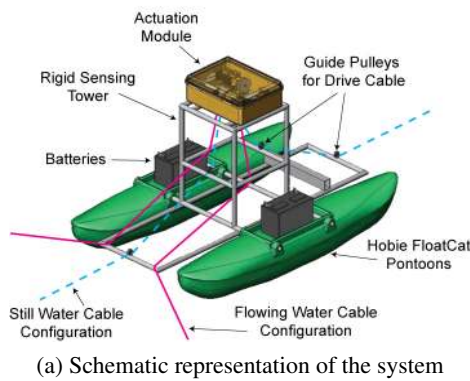 Actuation
Module
Guide Pulleys
for Drive Cable
Rigid Sensing
Tower
Batteries
Hobie FloatCat
Pontoons
Still Water Cable
Configuration
Flowing Water Cable
Configuration
(a) Schematic representation of the system